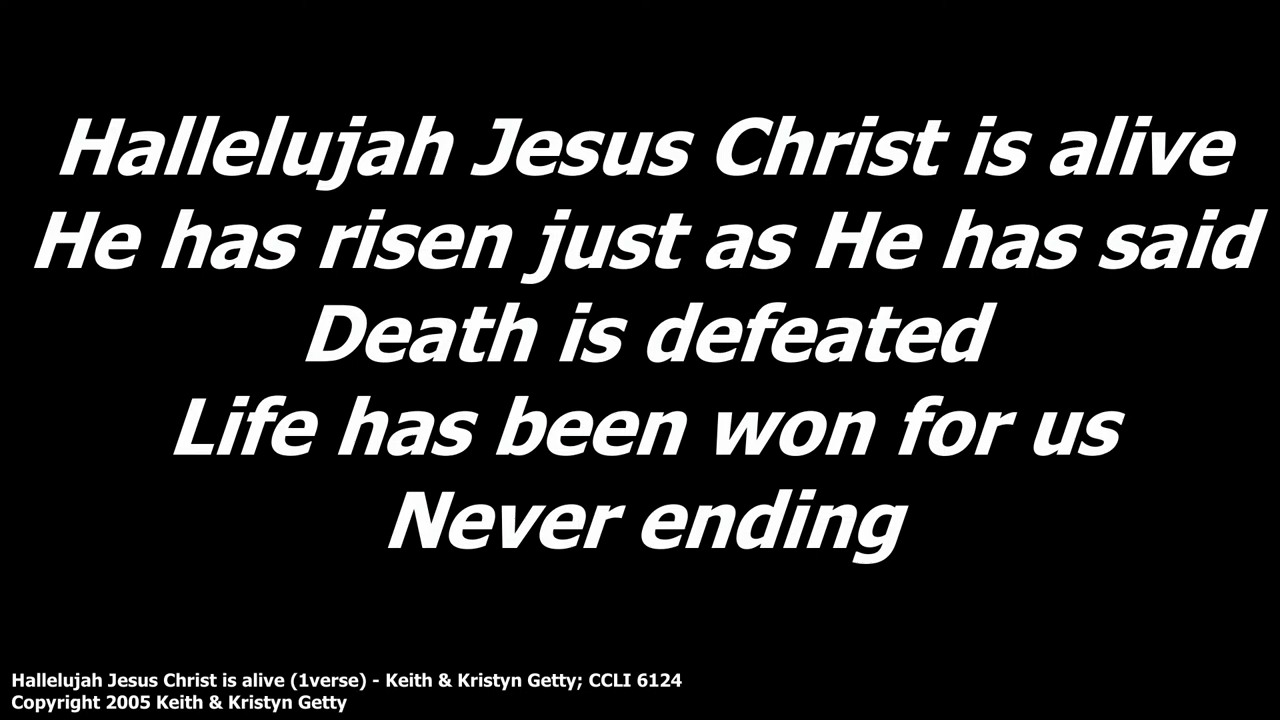 Hallelujah Jesus Christ is alive
He has risen just as He has said
Death is defeated
Life has been won for us
Never ending
Hallelujah Jesus Christ is alive (1verse) - Keith & Kristyn Getty; CCLI 6124
Copyright 2005 Keith & Kristyn Getty